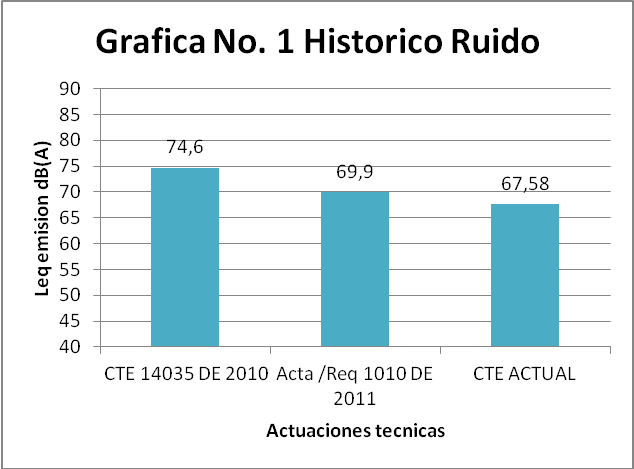 Grafica No. 1 Historico Ruido
Leq emision dB(A)
90
85
80
75
70
65
60
55
50
45
40
74,6
69,9
67,58
CTE 14035 DE 2010
Acta /Req 1010 DE
2011
CTE ACTUAL
Actuaciones tecnicas